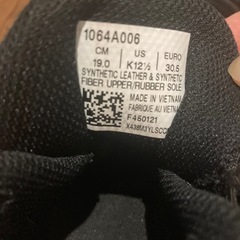 1064A006
CM US EURO
19.0 K12½ 30.5
SYNTHETIC LEATHER & SYNTHETIC
FIBER UPPER/RUBBER SOLE
MADE IN VIETNAM
FABRIQUE AU VIETNAM
F450121